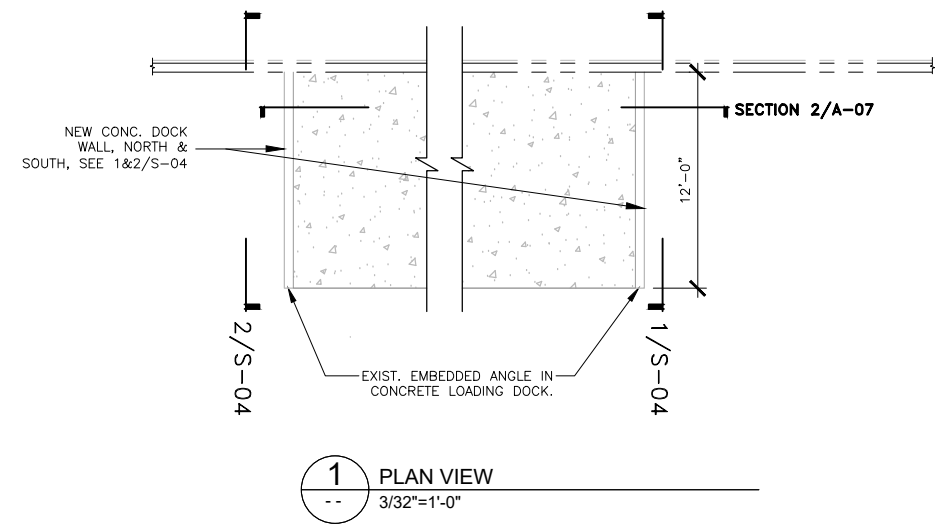 SECTION 2/A-07
NEW CONC. DOCK
WALL, NORTH &
SOUTH, SEE 1&2/S-04
12'-0"
2/S-04
1/S-04
EXIST. EMBEDDED ANGLE IN
CONCRETE LOADING DOCK.
1
--
PLAN VIEW
3/32"=1'-0"